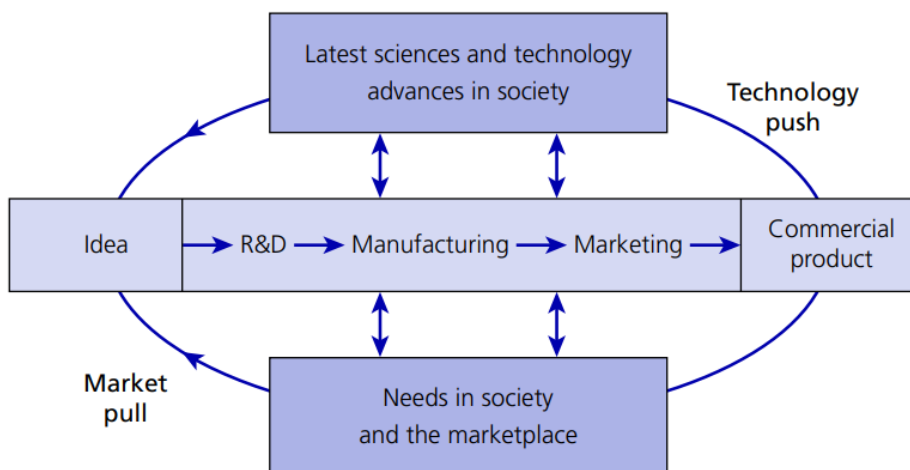 Latest sciences and technology
advances in society
Technology
push
Idea
R&D
Manufacturing
Marketing
Commercial
product
Market
pull
Needs in society
and the marketplace